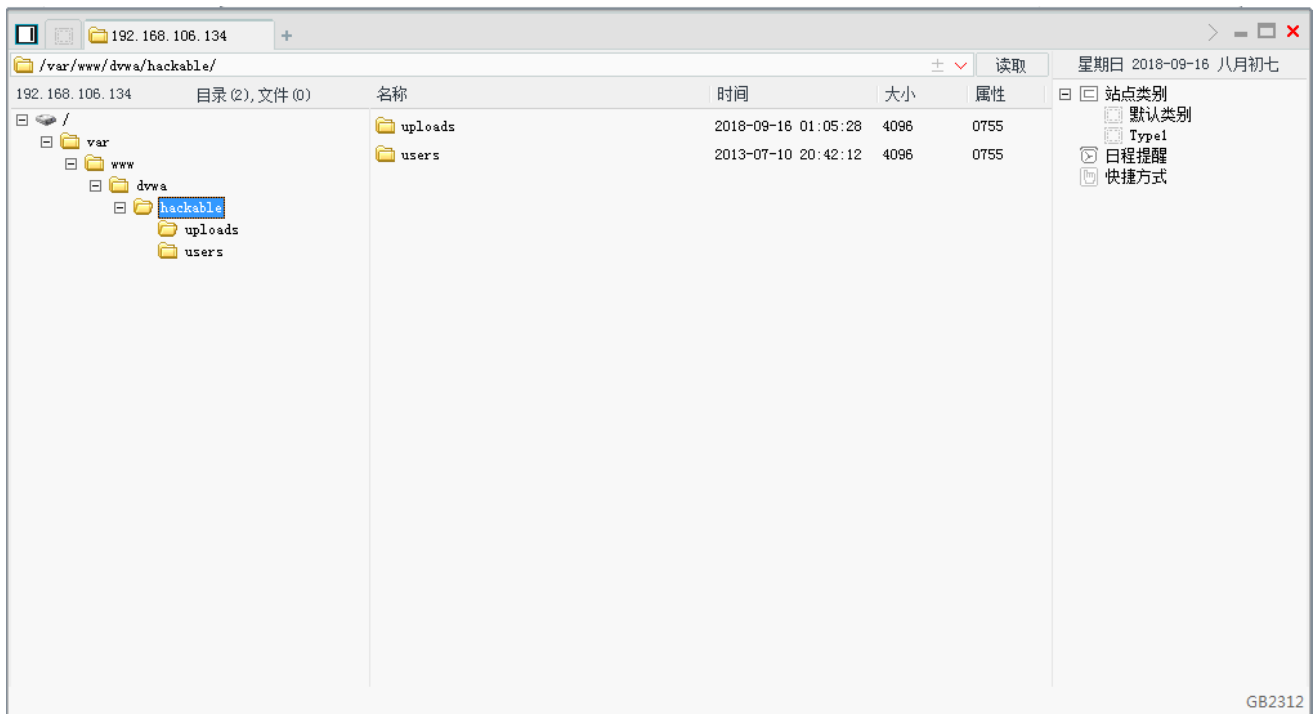 192.168.106.134 +
/var/www/dvwa/hackable/ 读取 星期日 2018-09-16 八月初七
192.168.106.134 目录(2),文件(0) 名称 时间 大小 属性
/
var
www
dvwa
hackable
uploads
users
uploads 2018-09-16 01:05:28 4096 0755
users 2013-07-10 20:42:12 4096 0755
站点类别
默认类别
Type1
日程提醒
快捷方式
GB2312